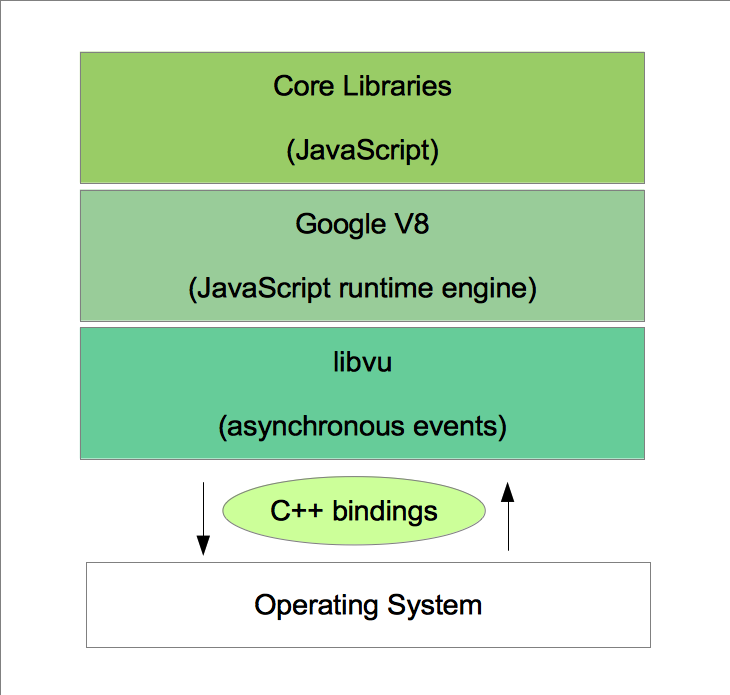 Core Libraries
(JavaScript)
Google V8
(JavaScript runtime engine)
libvu
(asynchronous events)
C++ bindings
Operating System